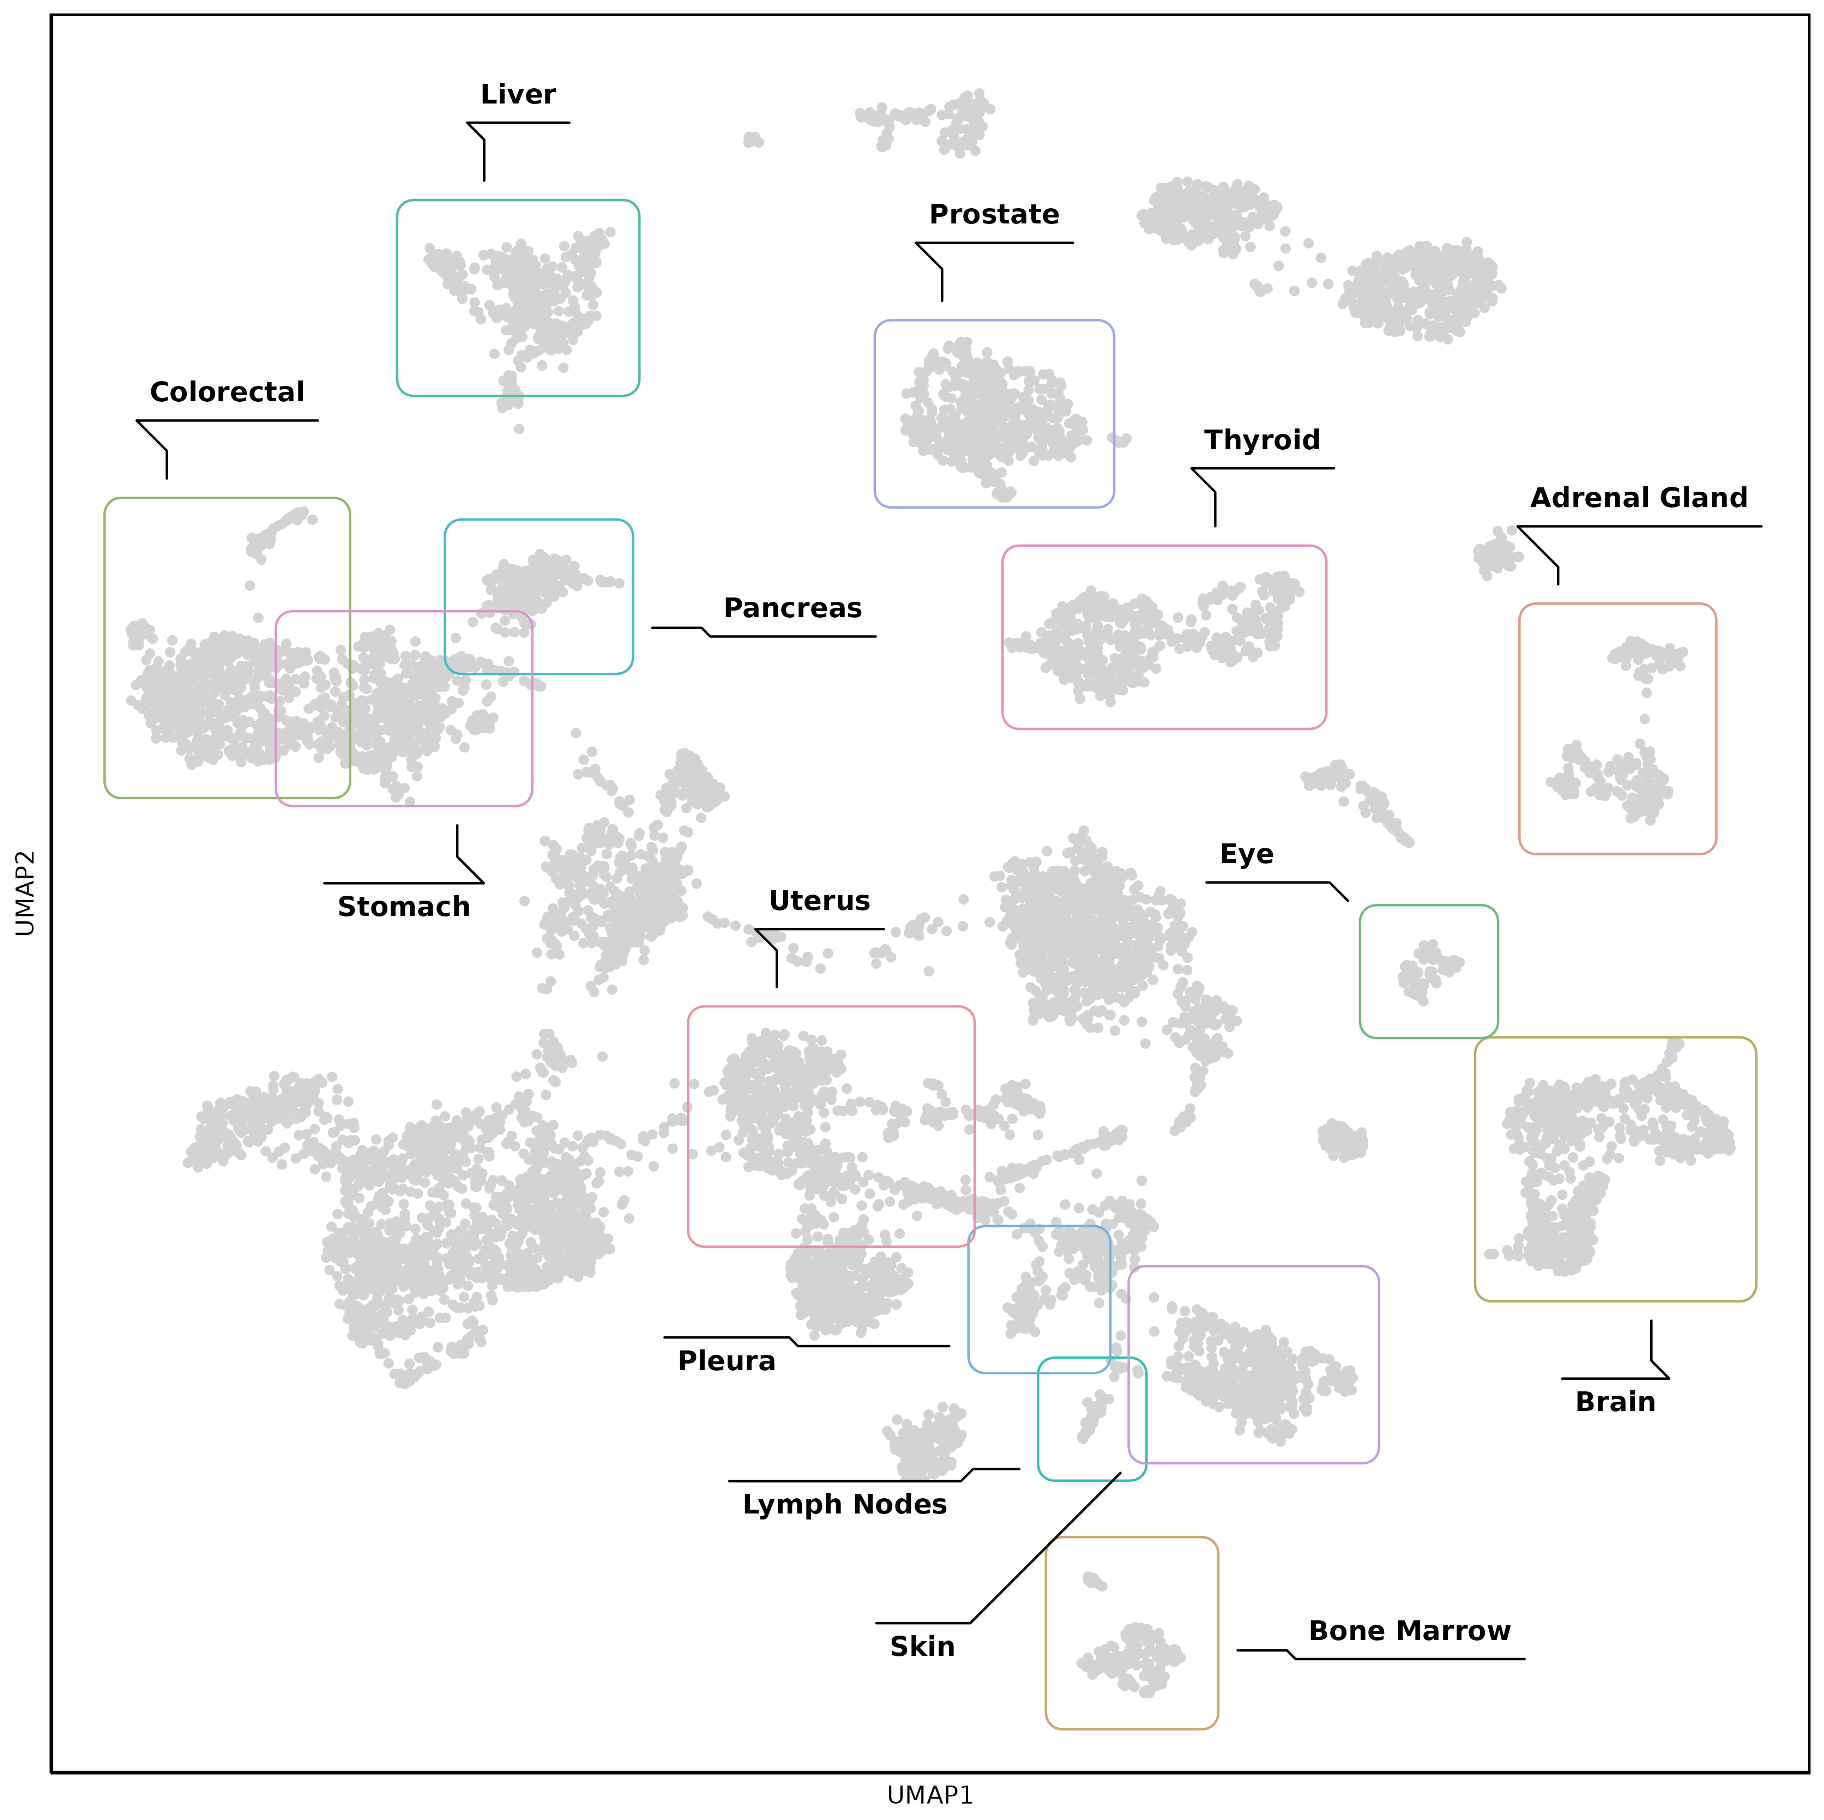 Liver
Prostate
Colorectal
Thyroid
Adrenal Gland
Pancreas
Eye
Stomach
Uterus
UMAP2
Pleura
Brain
Lymph Nodes
Skin
Bone Marrow
UMAP1